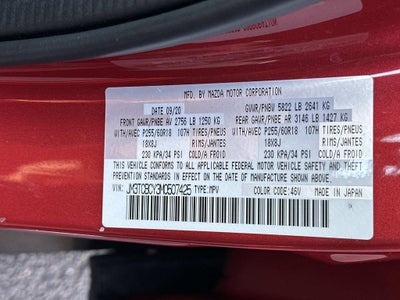 MFD. BY MAZDA MOTOR CORPORATION
DATE 09/20 GVWR/PNBV 5822 LB 2641 KG
FRONT GAWR/PNBE AV 2756 LB 1250 KG REAR GAWR/PNBE AR 3146 LB 1427 KG
WITH/AVEC P255/60R18 107H TIRES/PNEUS WITH/AVEC P255/60R18 107H TIRES/PNEUS
18X8J RIMS/JANTES 18X8J RIMS/JANTES
230 KPA/34 PSI COLD/A FROID 230 KPA/34 PSI COLD/A FROID
THIS VEHICLE CONFORMS TO ALL APPLICABLE FEDERAL MOTOR VEHICLE SAFETY,
BUMPER, AND THEFT PREVENTION STANDARDS IN EFFECT ON THE DATE OF
MANUFACTURE SHOWN ABOVE.
JM3TCBCY3M0507425 TYPE:MPV COLOR CODE:46V MADE IN JAPAN